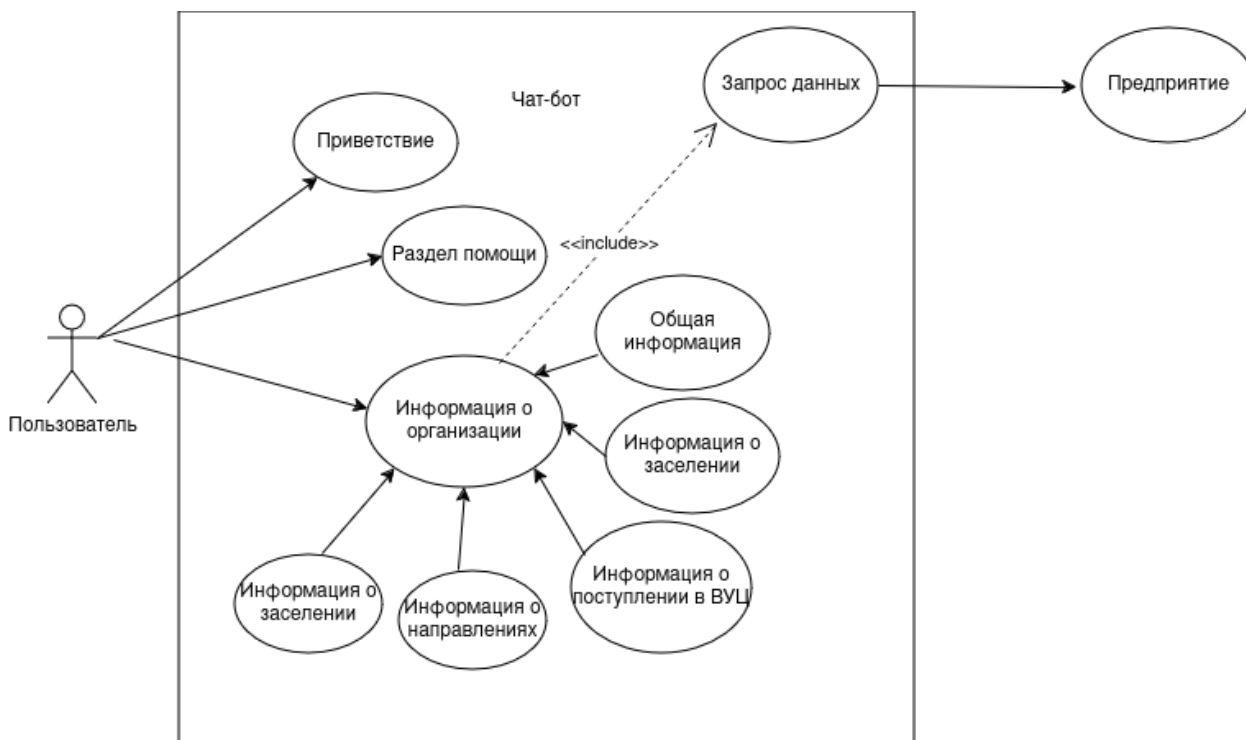 Запрос данных
Предприятие
Чат-бот
Приветствие
Раздел помощи
<<include>>
Общая
информация
Информация о
организации
Пользователь
Информация о
заселении
Информация о
заселении
Информация о
направлениях
Информация о
поступлении в ВУЦ